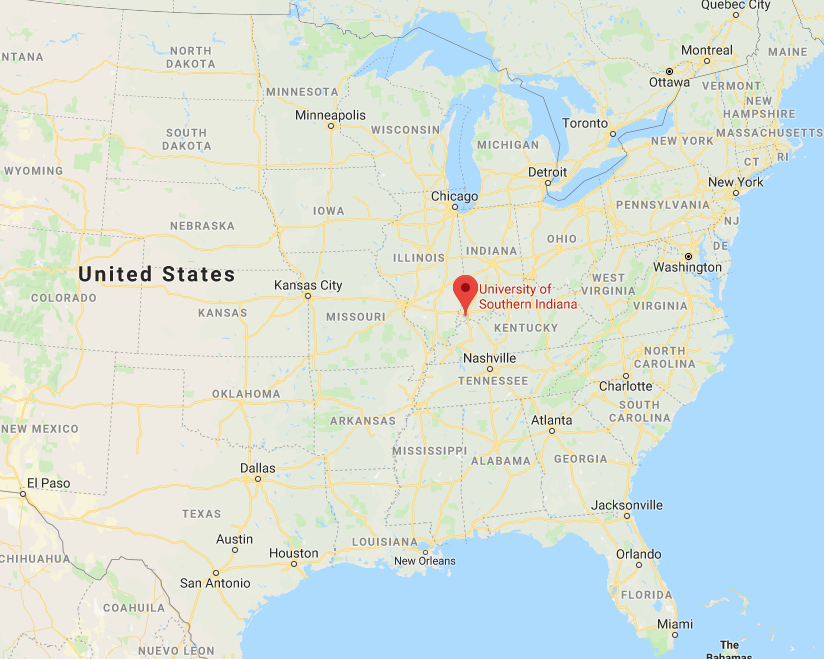 Quebec City
Montreal
MAINE
NTANA
NORTH
DAKOTA
Ottawa
VERMONT
MINNESOTA
NEW
HAMPSHIRE
Minneapolis
Toronto
WISCONSIN
MASSACHUSETTS
SOUTH
DAKOTA
MICHIGAN
NEW YORK
CT
RI
WYOMING
Detroit
New York
Chicago
PENNSYLVANIA
IOWA
NJ
NEBRASKA
OHIO
DE
INDIANA
ILLINOIS
Washington
United States
WEST
VIRGINIA
Kansas City
University of
Southern Indiana
COLORADO
VIRGINIA
KANSAS
MISSOURI
KENTUCKY
NORTH
CAROLINA
Nashville
TENNESSEE
Charlotte
OKLAHOMA
SOUTH
CAROLINA
ARKANSAS
Atlanta
NEW MEXICO
MISSISSIPPI
ALABAMA
GEORGIA
Dallas
El Paso
Jacksonville
TEXAS
Austin
LOUISIANA
Houston
New Orleans
Orlando
CHIHUAHUA
San Antonio
FLORIDA
COAHUILA
Miami
NUEVO LEON
The
Bahamas